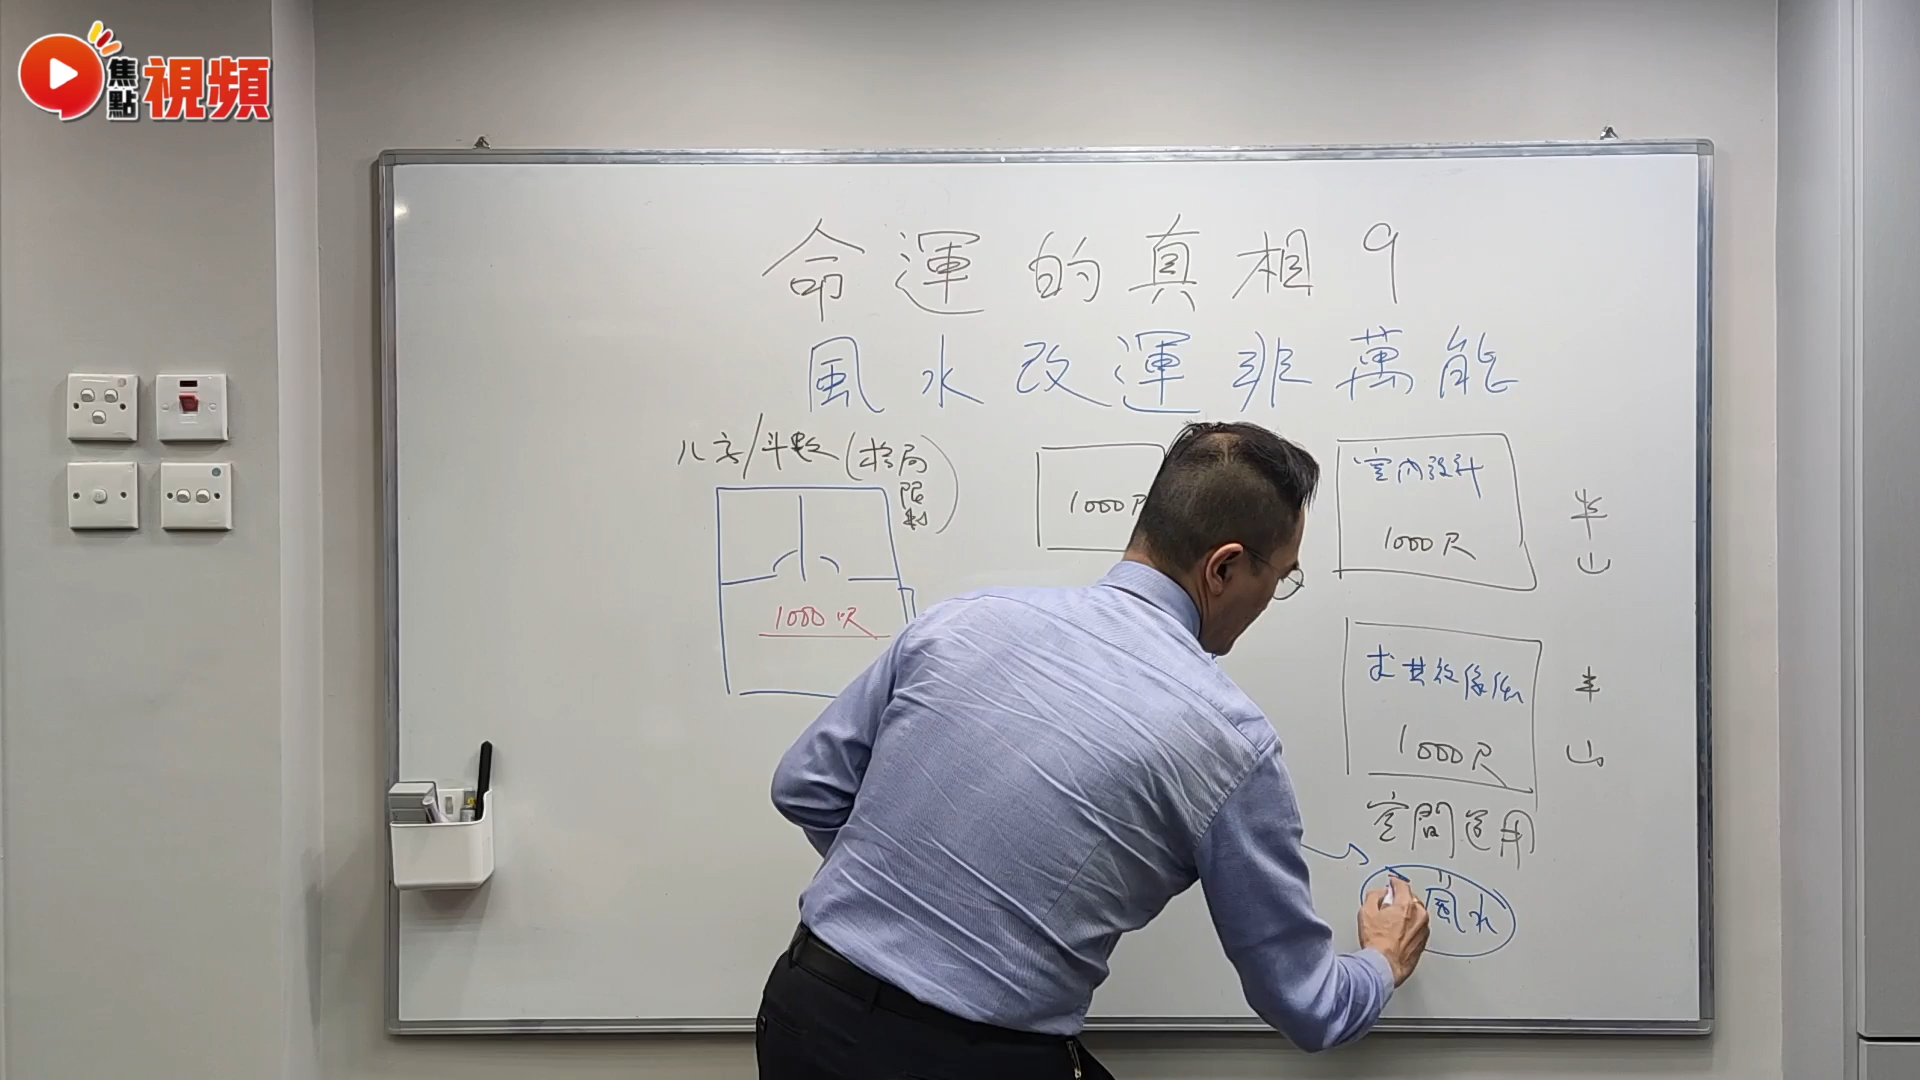 焦點視頻
命運的真相9
風水改運非萬能
八字/斗數(格局限制)
1000呎
1000尺
室內設計
1000尺
半山
1000尺
半山
空間運用
風水